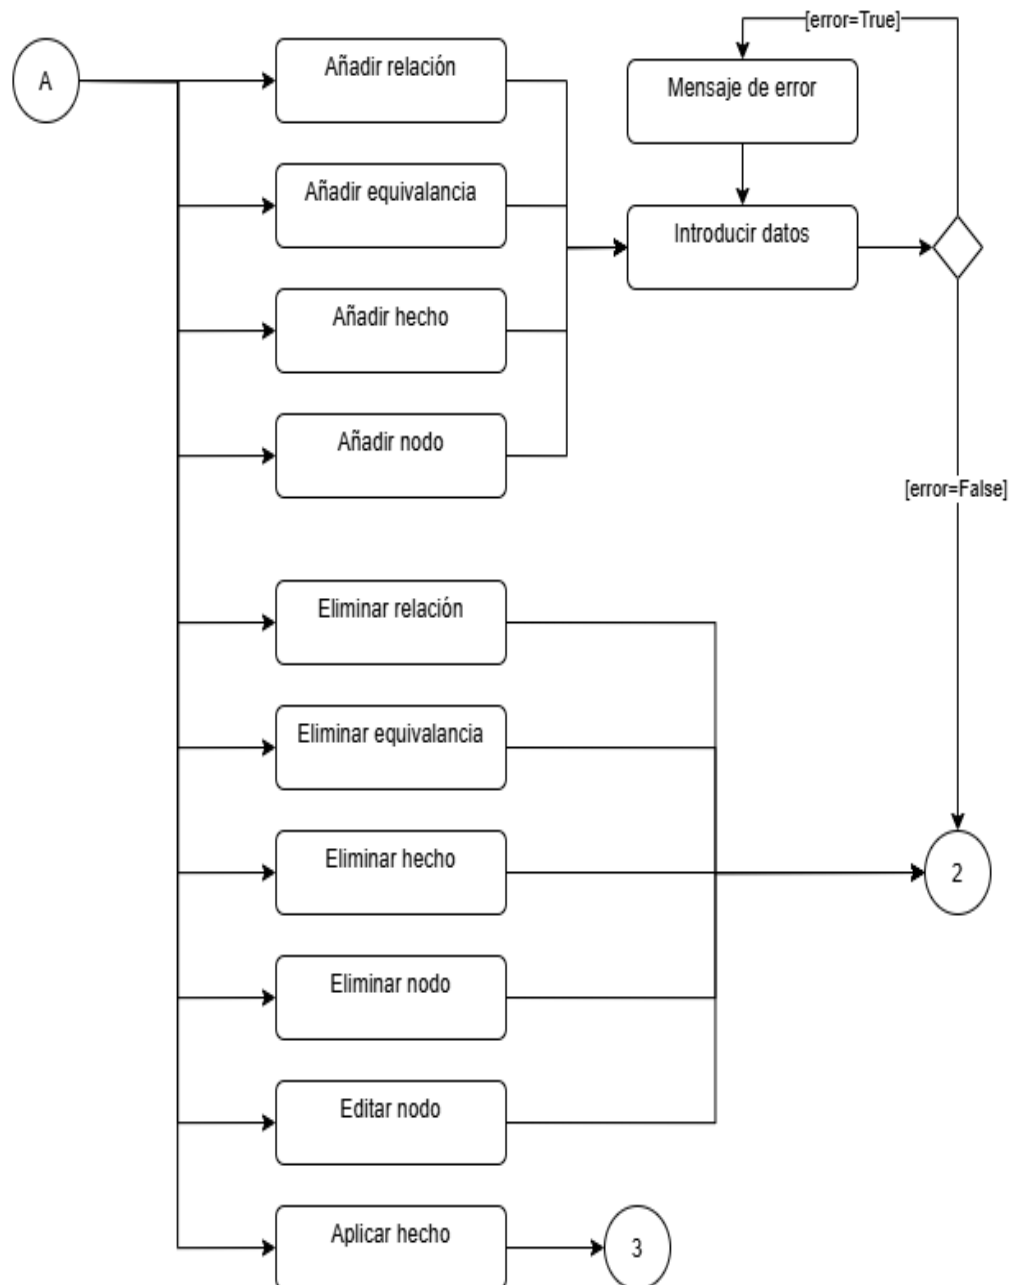 [error=True]
A
Añadir relación
Mensaje de error
Añadir equivalancia
Introducir datos
Añadir hecho
Añadir nodo
[error=False]
Eliminar relación
Eliminar equivalancia
Eliminar hecho
2
Eliminar nodo
Editar nodo
Aplicar hecho
3